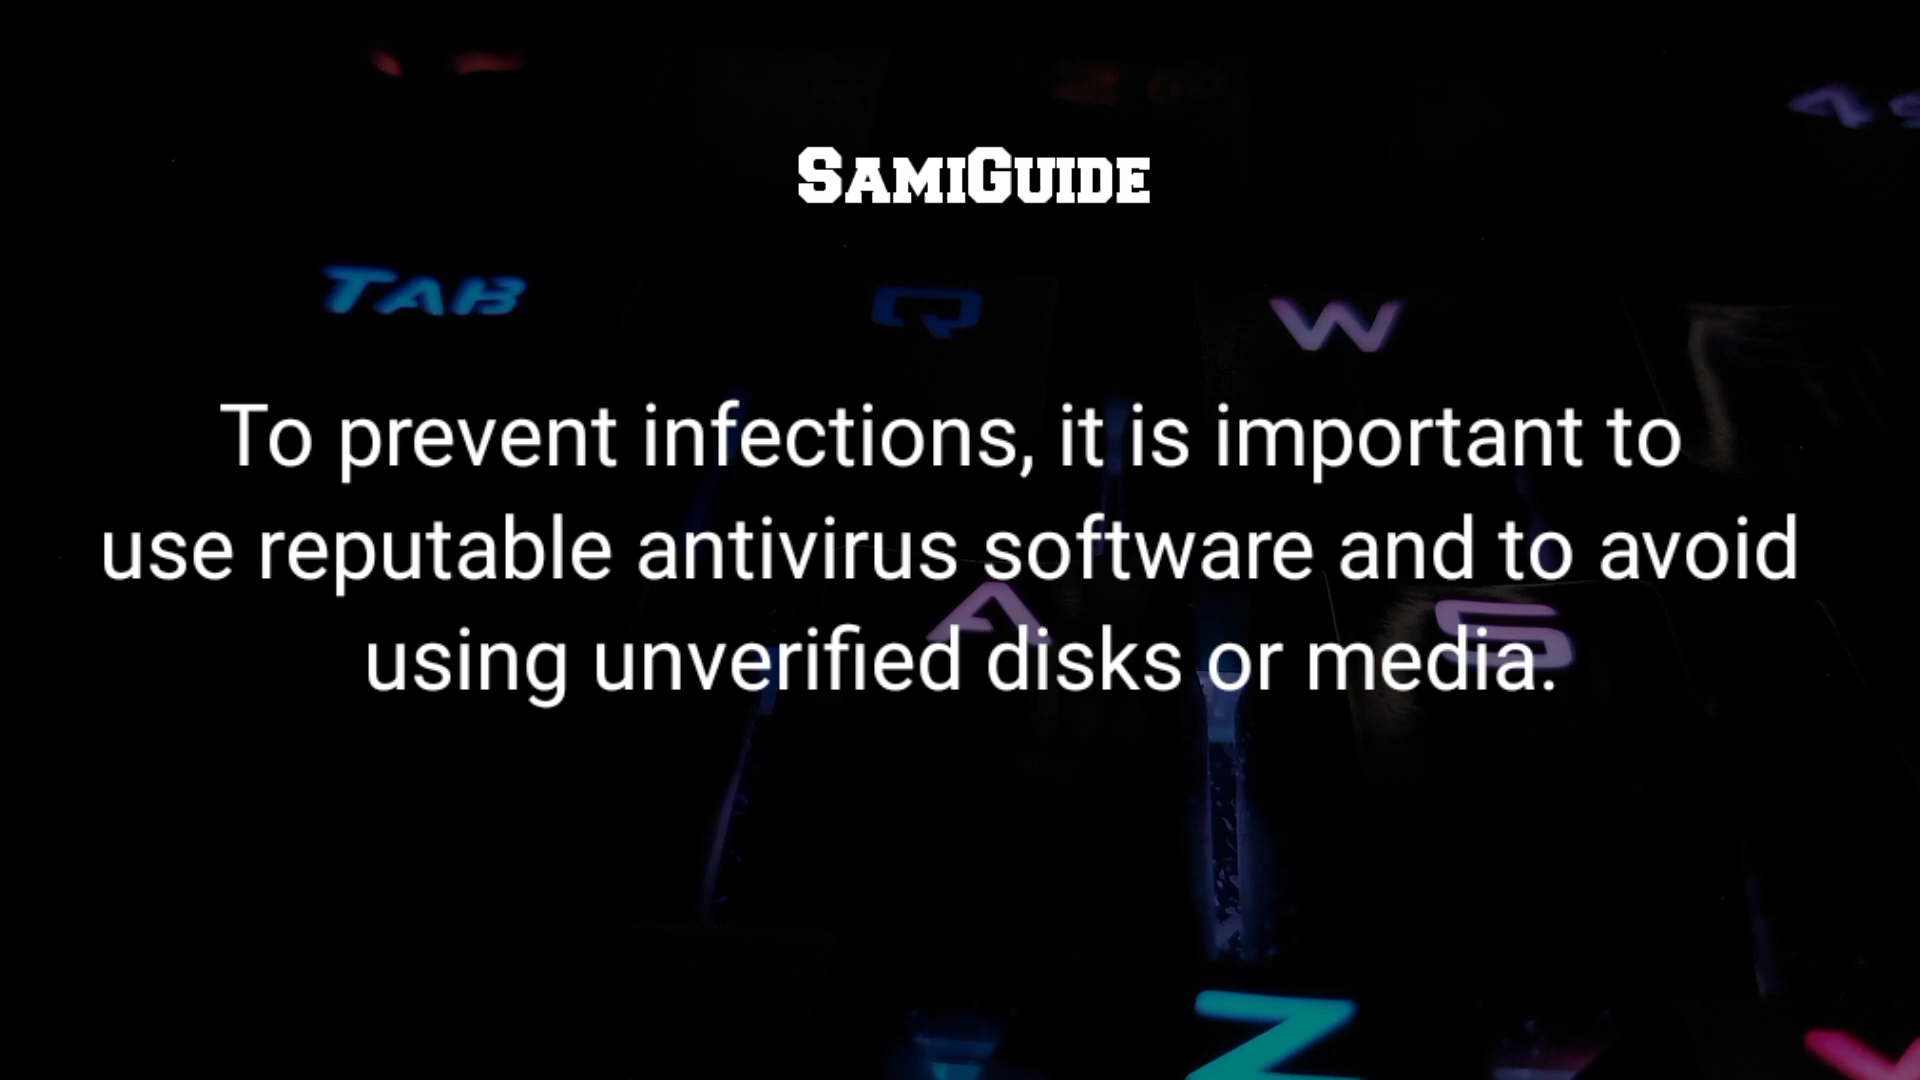 4
SAMIGUIDE
TAB Q W
To prevent infections, it is important to
use reputable antivirus software and to avoid
A S
using unverified disks or media.
Z